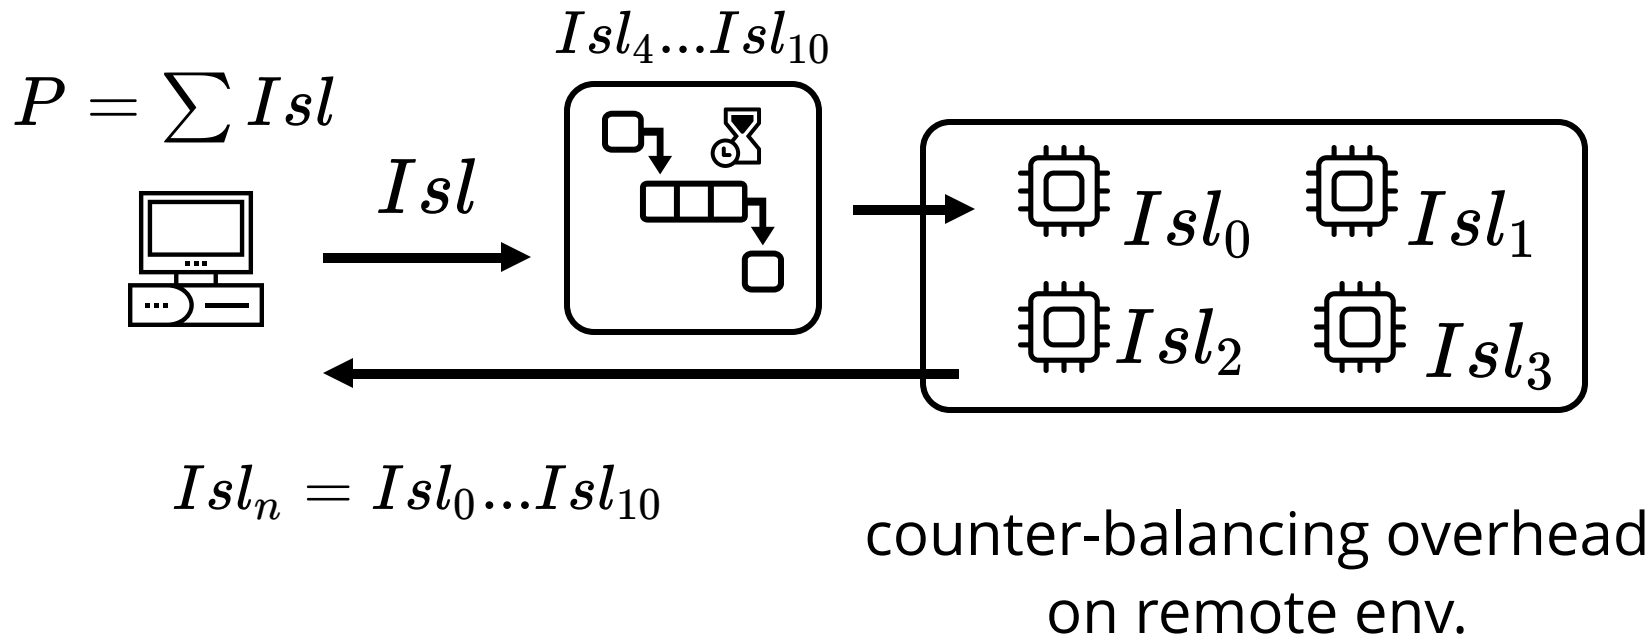 Isl₄...Isl₁₀
P = ∑ Isl
Isl
Isl₀
Isl₁
Isl₂
Isl₃
Islₙ = Isl₀...Isl₁₀
counter-balancing overhead
on remote env.